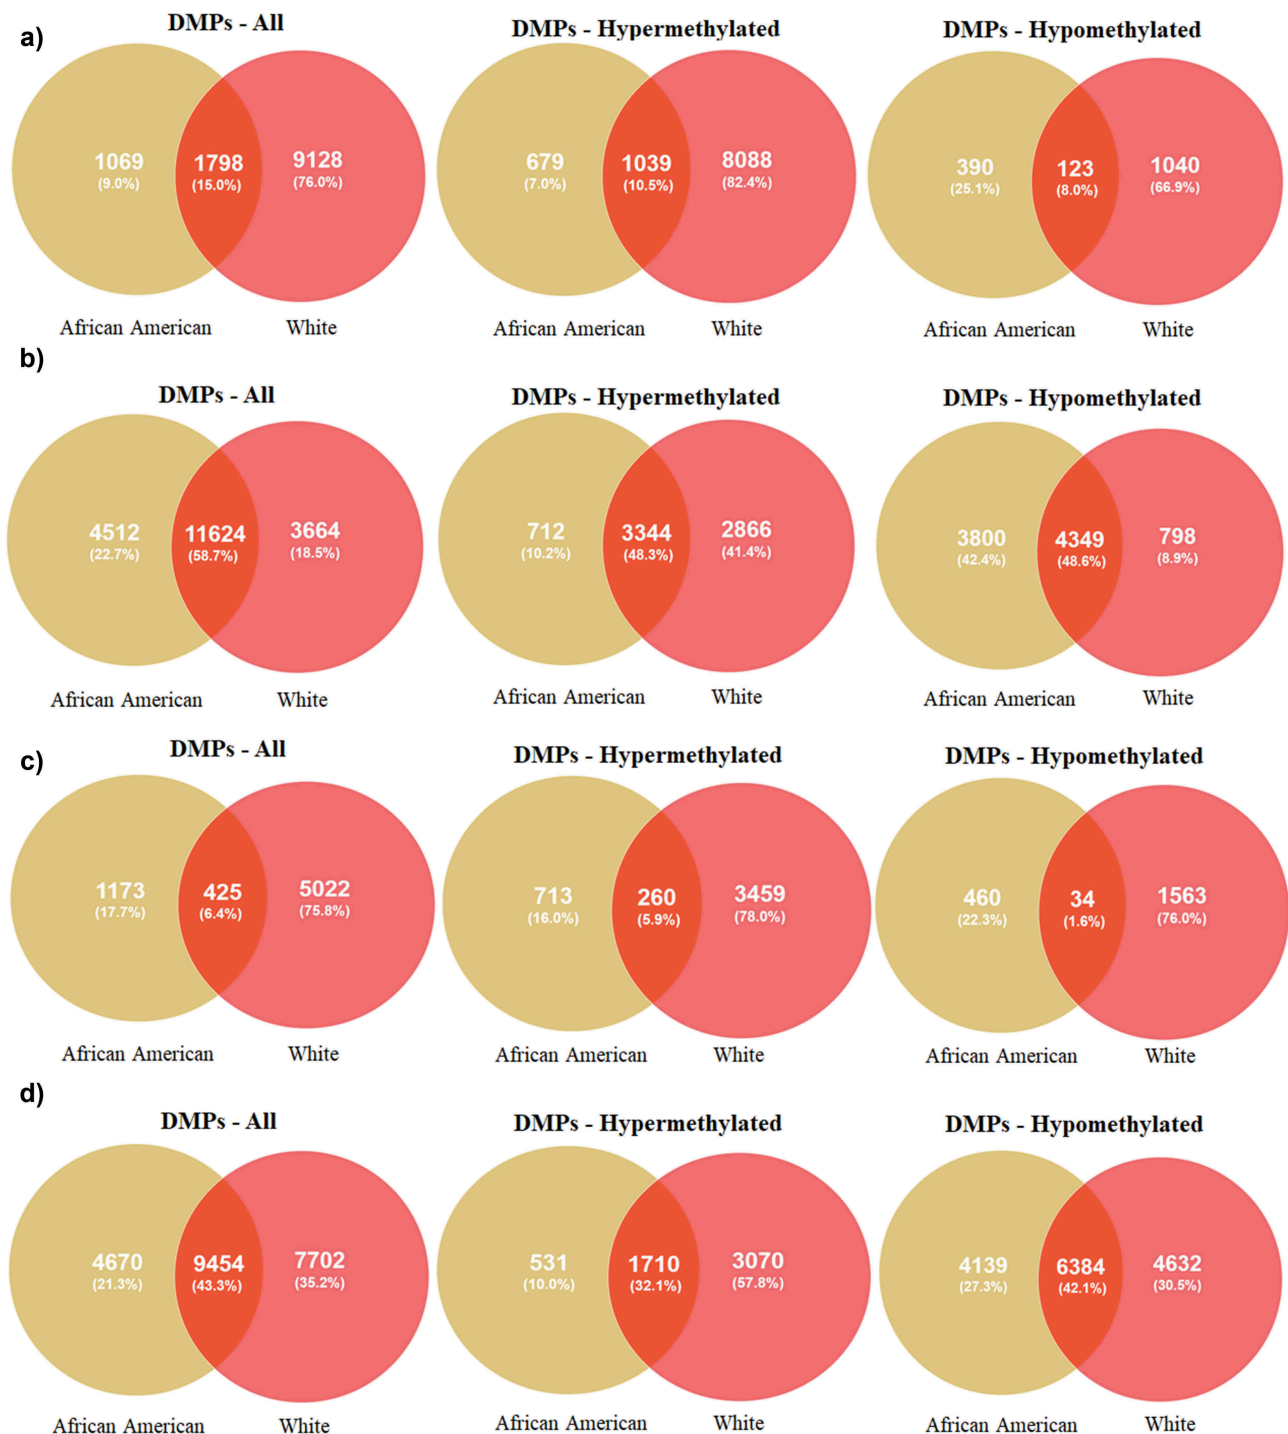 a)
DMPs - All
DMPs - Hypermethylated
DMPs - Hypomethylated
1069
(9.0%)
1798
(15.0%)
9128
(76.0%)
679
(7.0%)
1039
(10.5%)
8088
(82.4%)
390
(25.1%)
123
(8.0%)
1040
(66.9%)
African American
White
African American
White
African American
White
b)
DMPs - All
DMPs - Hypermethylated
DMPs - Hypomethylated
4512
(22.7%)
11624
(58.7%)
3664
(18.5%)
712
(10.2%)
3344
(48.3%)
2866
(41.4%)
3800
(42.4%)
4349
(48.6%)
798
(8.9%)
African American
White
African American
White
African American
White
c)
DMPs - All
DMPs - Hypermethylated
DMPs - Hypomethylated
1173
(17.7%)
425
(6.4%)
5022
(75.8%)
713
(16.0%)
260
(5.9%)
3459
(78.0%)
460
(22.3%)
34
(1.6%)
1563
(76.0%)
African American
White
African American
White
African American
White
d)
DMPs - All
DMPs - Hypermethylated
DMPs - Hypomethylated
4670
(21.3%)
9454
(43.3%)
7702
(35.2%)
531
(10.0%)
1710
(32.1%)
3070
(57.8%)
4139
(27.3%)
6384
(42.1%)
4632
(30.5%)
African American
White
African American
White
African American
White